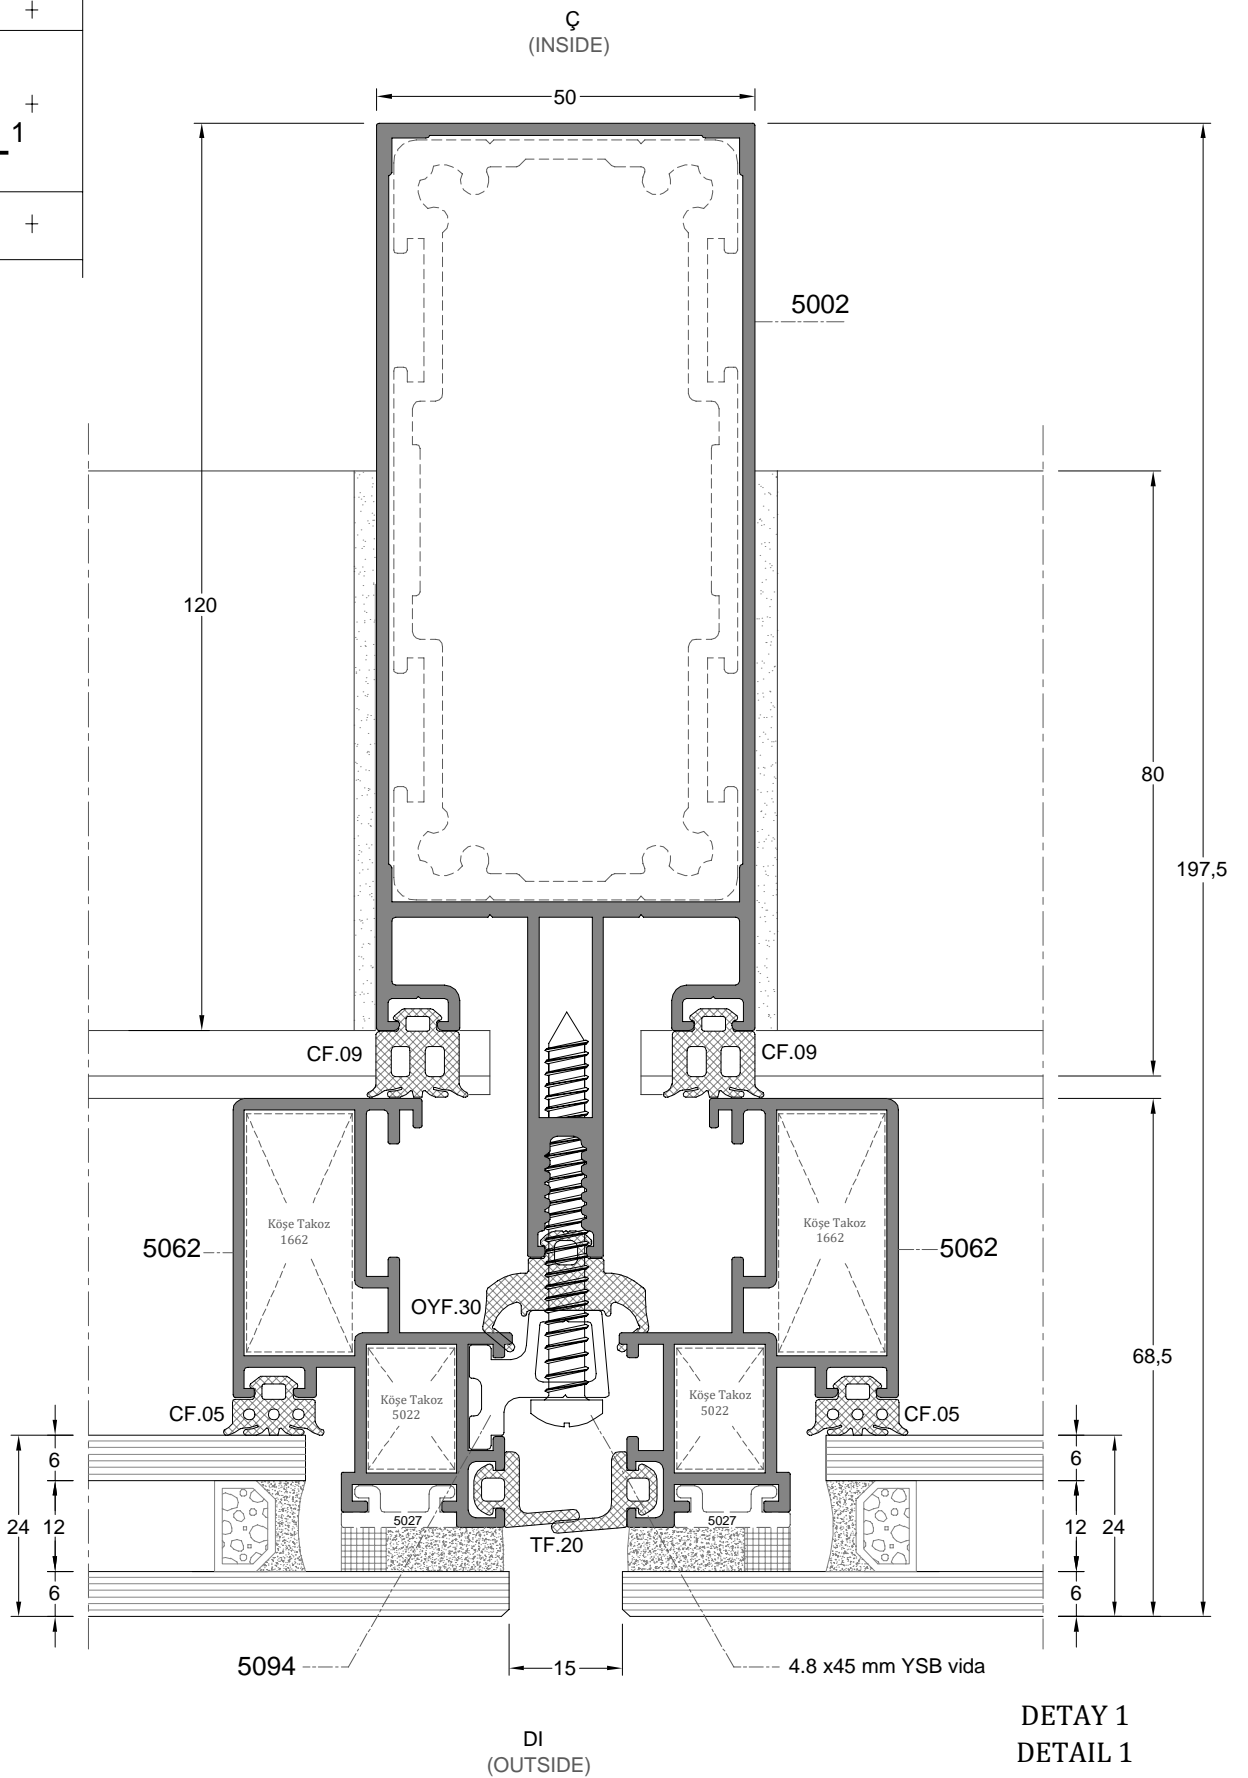 Ç
(INSIDE)
50
1
5002
120
80
197,5
CF.09
CF.09
Köşe Takoz
1662
Köşe Takoz
1662
5062
5062
OYF.30
68,5
Köşe Takoz
5022
Köşe Takoz
5022
CF.05
CF.05
6
6
24
12
5027
5027
12
24
TF.20
6
6
5094
15
4.8 x45 mm YSB vida
DETAY 1
DETAIL 1
DI
(OUTSIDE)